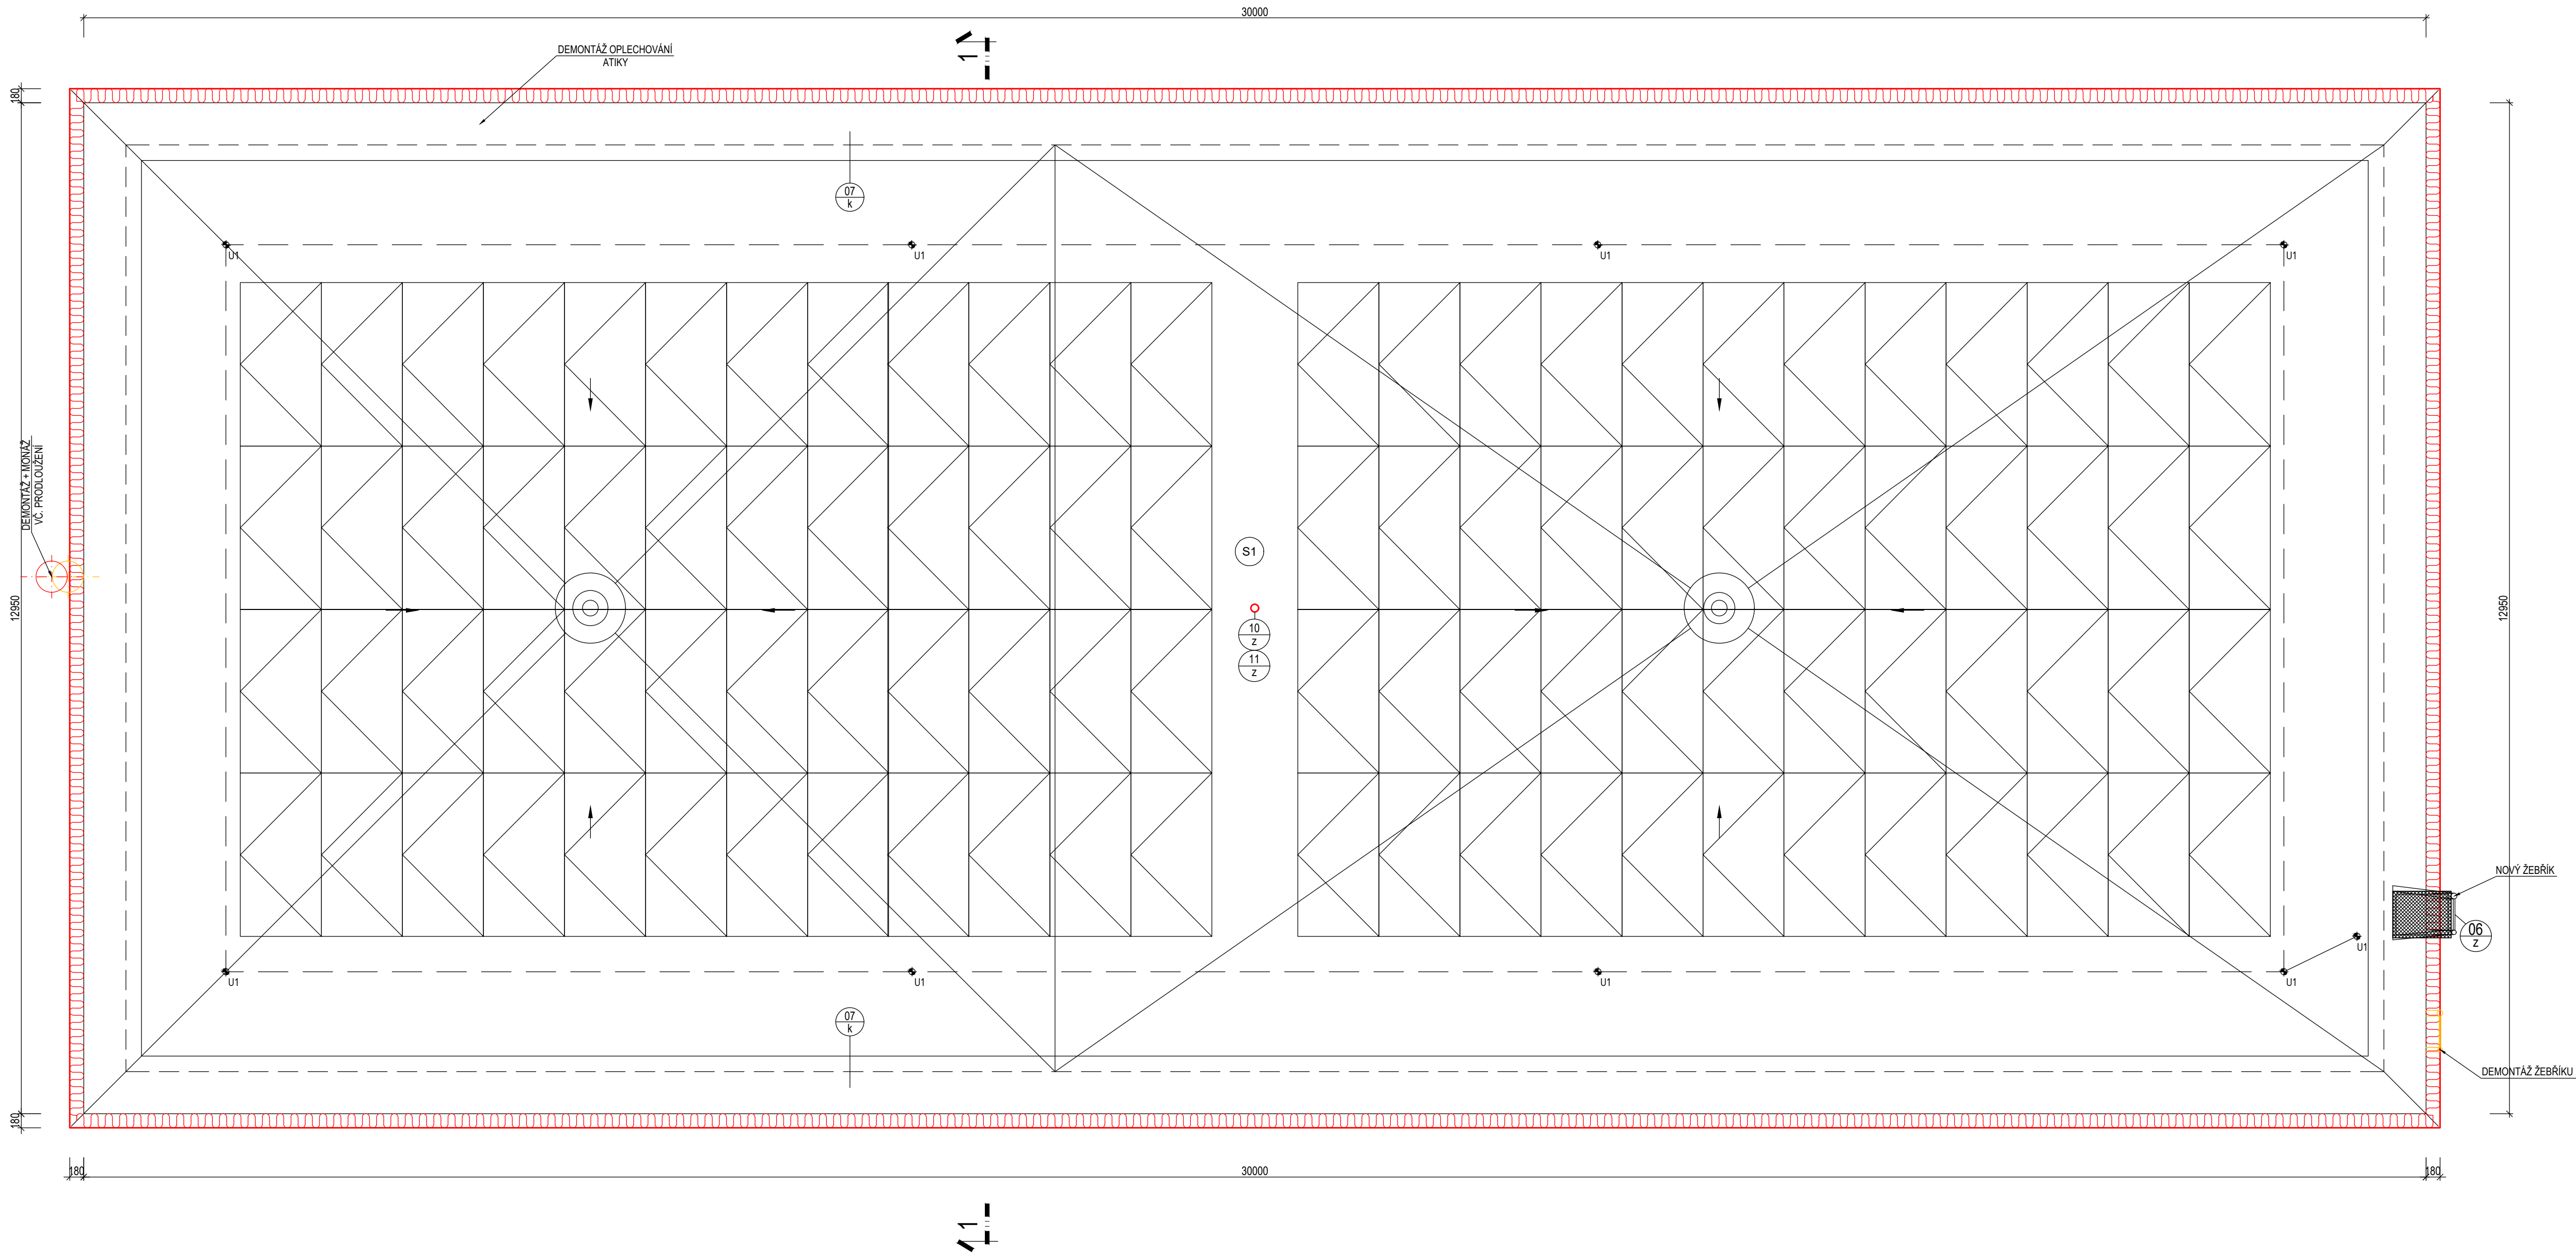 30000
1
DEMONTÁŽ OPLECHOVÁNÍ
ATIKY
180
07
k
U1
U1
U1
U1
DEMONTÁŽ + MONÁŽ
VČ. PRODLOUŽENÍ
S1
12950
12950
10
z
11
z
NOVÝ ŽEBŘÍK
06
z
U1
U1
U1
U1
U1
07
k
DEMONTÁŽ ŽEBŘÍKU
180
180
30000
180
1